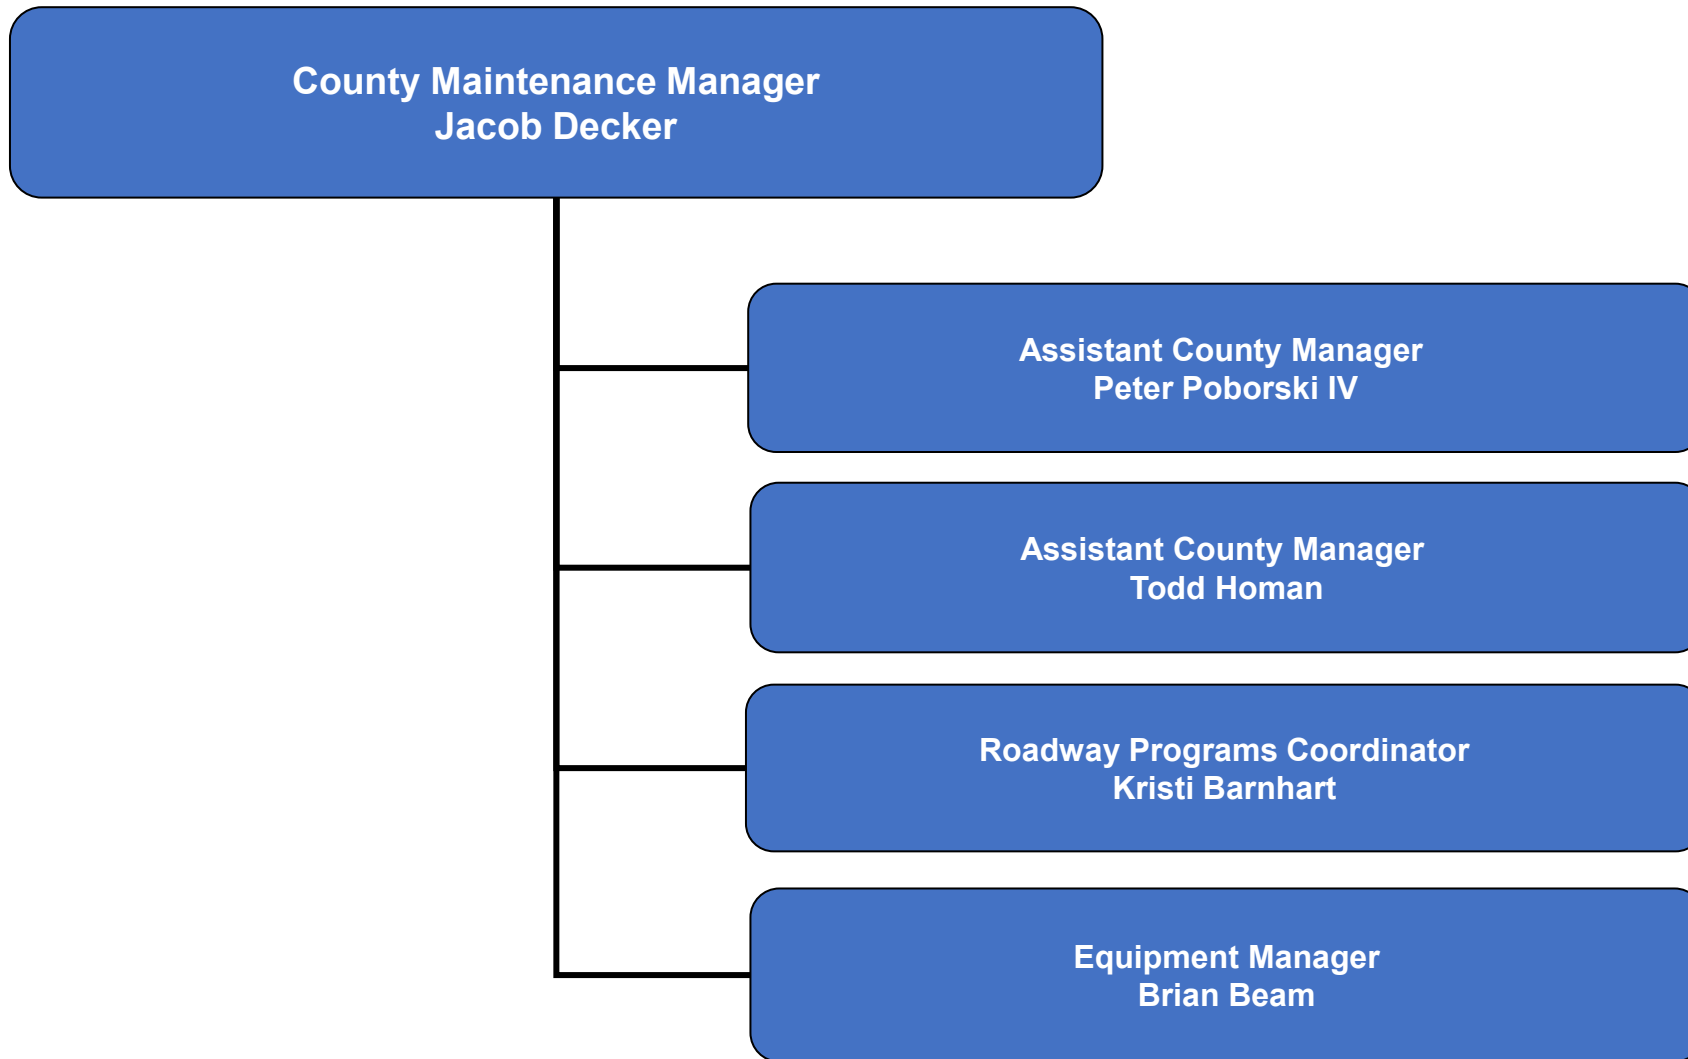 County Maintenance Manager
Jacob Decker
Assistant County Manager
Peter Poborski IV
Assistant County Manager
Todd Homan
Roadway Programs Coordinator
Kristi Barnhart
Equipment Manager
Brian Beam